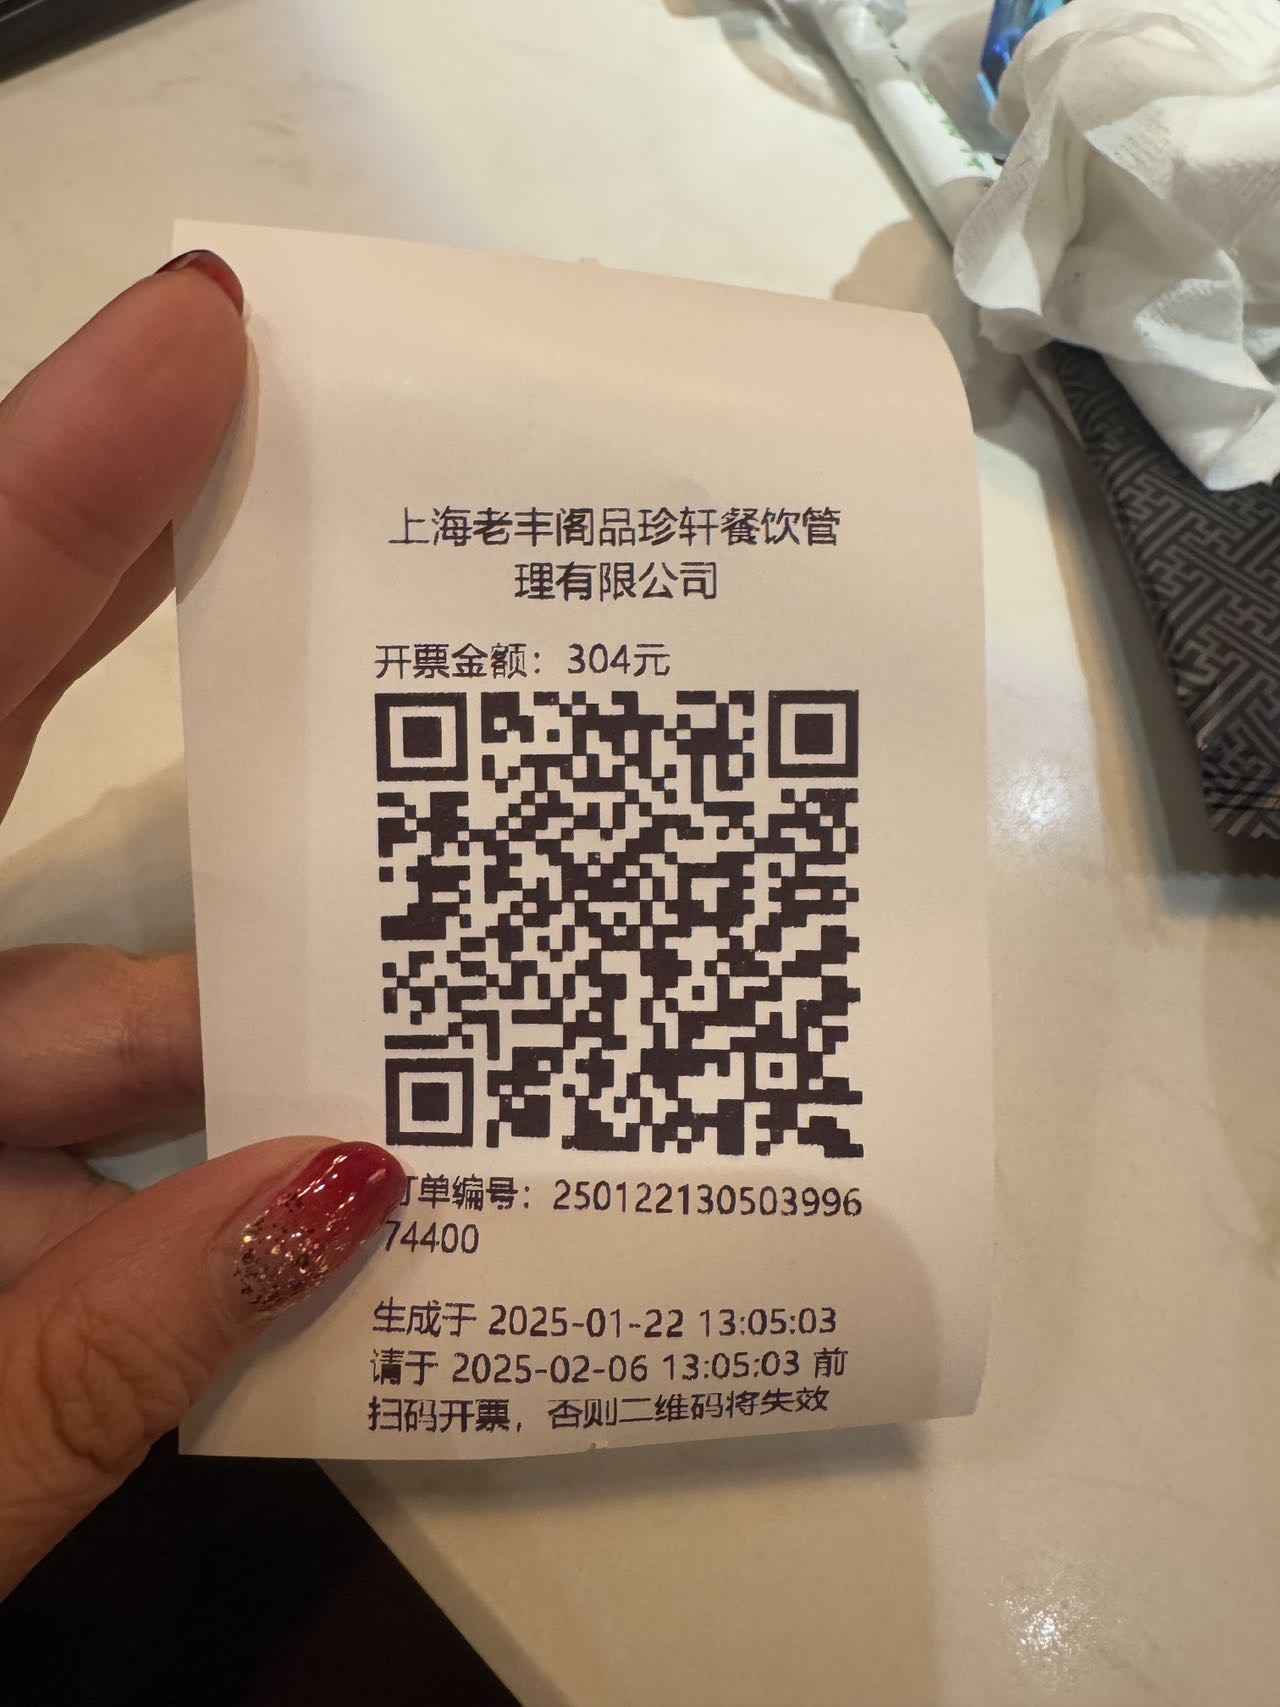 上海老丰阁品珍轩餐饮管
理有限公司
开票金额：304元
订单编号：250122130503996
74400
生成于 2025-01-22 13:05:03
请于 2025-02-06 13:05:03 前
扫码开票，否则二维码将失效